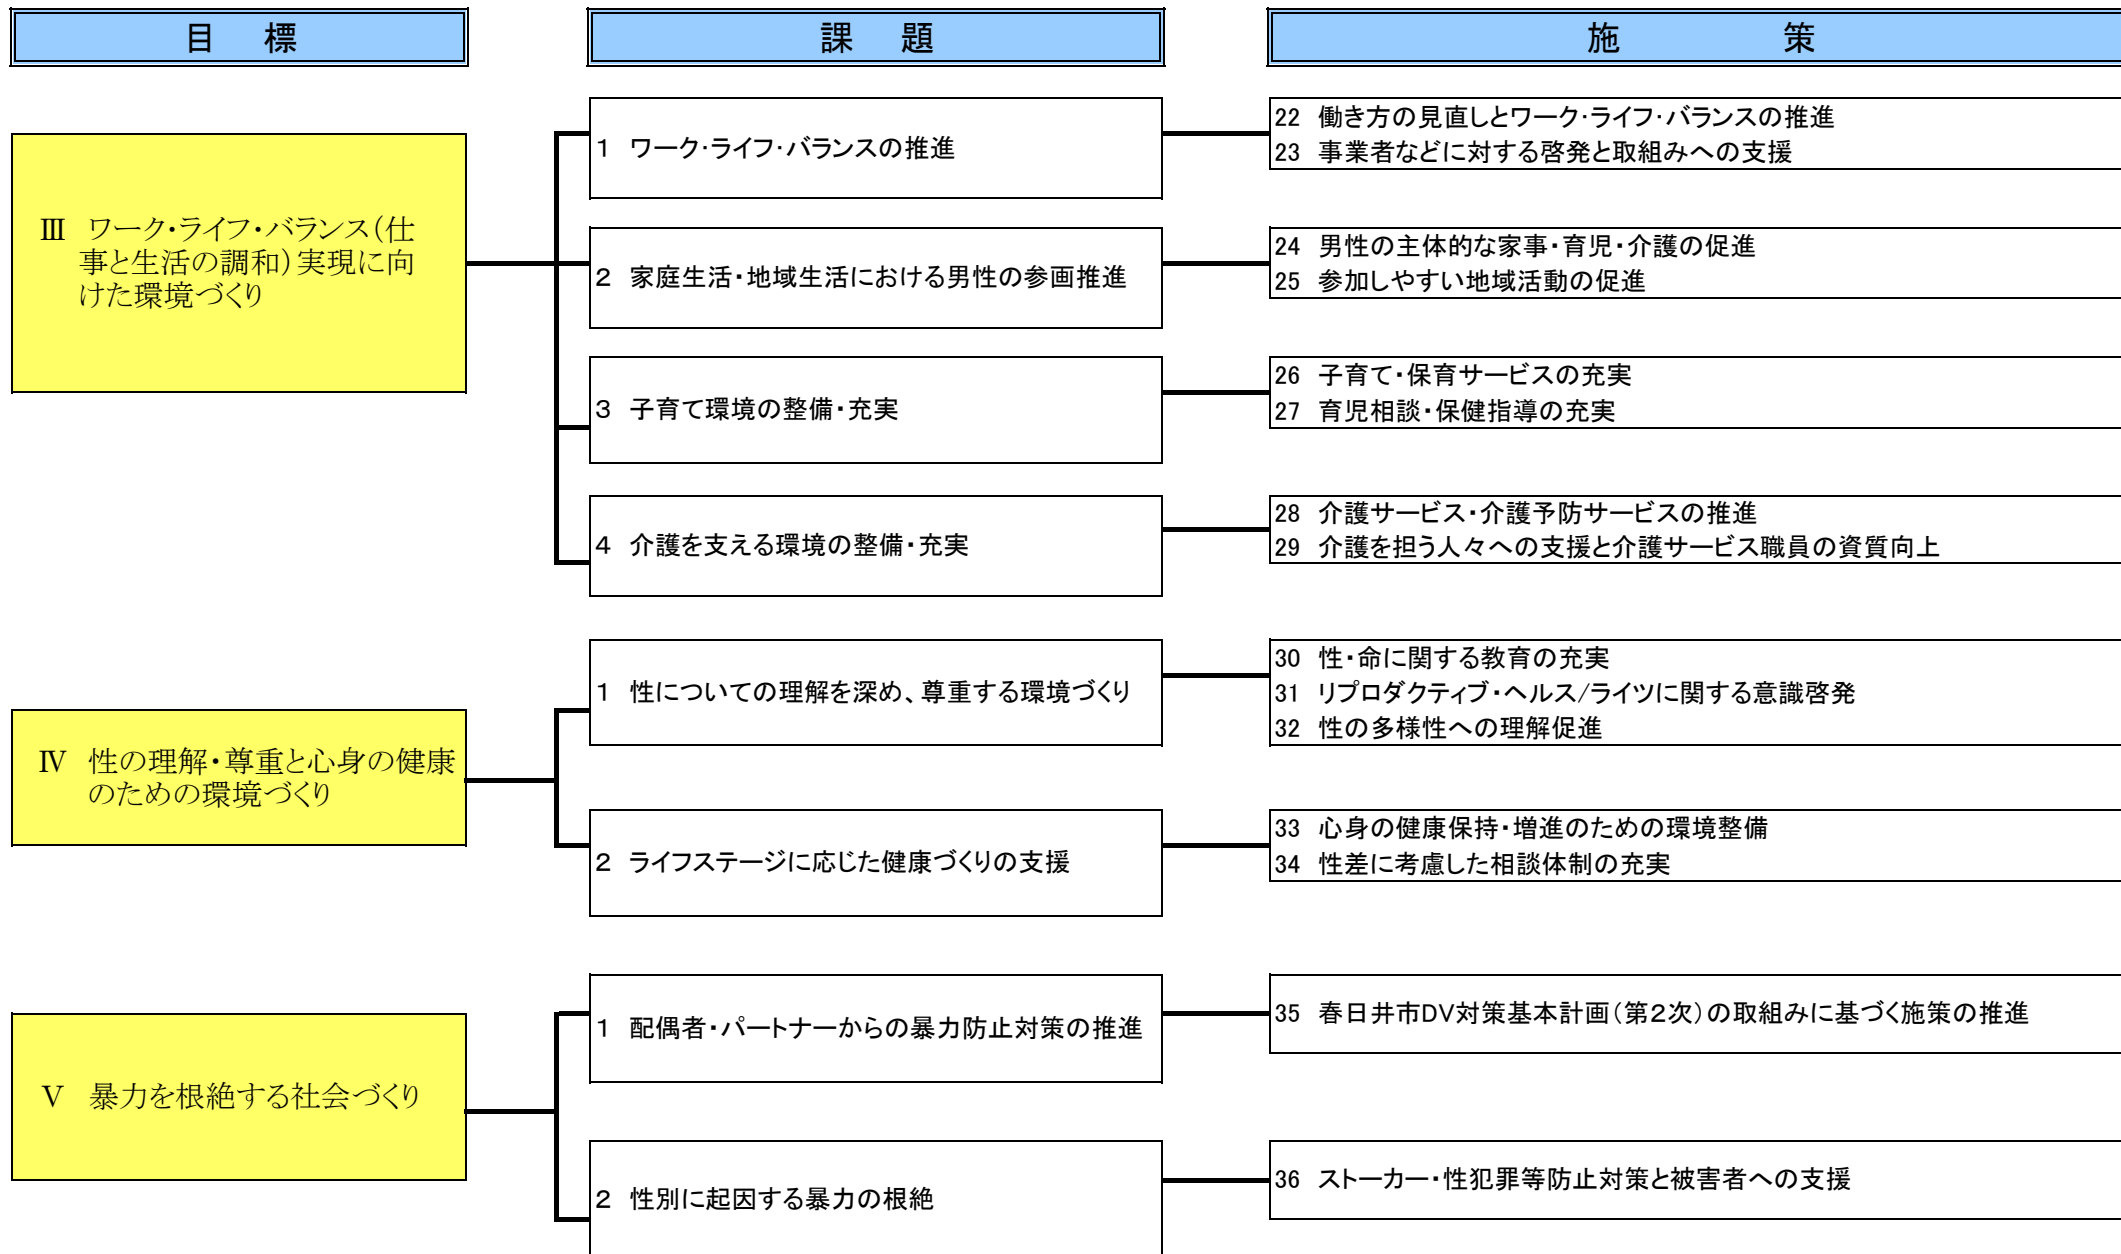 目　標
課　題
施　策
Ⅲ　ワーク・ライフ・バランス（仕
事と生活の調和）実現に向
けた環境づくり
1　ワーク・ライフ・バランスの推進
22　働き方の見直しとワーク・ライフ・バランスの推進
23　事業者などに対する啓発と取組みへの支援
2　家庭生活・地域生活における男性の参画推進
24　男性の主体的な家事・育児・介護の促進
25　参加しやすい地域活動の促進
3　子育て環境の整備・充実
26　子育て・保育サービスの充実
27　育児相談・保健指導の充実
4　介護を支える環境の整備・充実
28　介護サービス・介護予防サービスの推進
29　介護を担う人々への支援と介護サービス職員の資質向上
Ⅳ　性の理解・尊重と心身の健康
のための環境づくり
1　性についての理解を深め、尊重する環境づくり
30　性・命に関する教育の充実
31　リプロダクティブ・ヘルス/ライツに関する意識啓発
32　性の多様性への理解促進
2　ライフステージに応じた健康づくりの支援
33　心身の健康保持・増進のための環境整備
34　性差に考慮した相談体制の充実
Ⅴ　暴力を根絶する社会づくり
1　配偶者・パートナーからの暴力防止対策の推進
35　春日井市DV対策基本計画（第２次）の取組みに基づく施策の推進
2　性別に起因する暴力の根絶
36　ストーカー・性犯罪等防止対策と被害者への支援